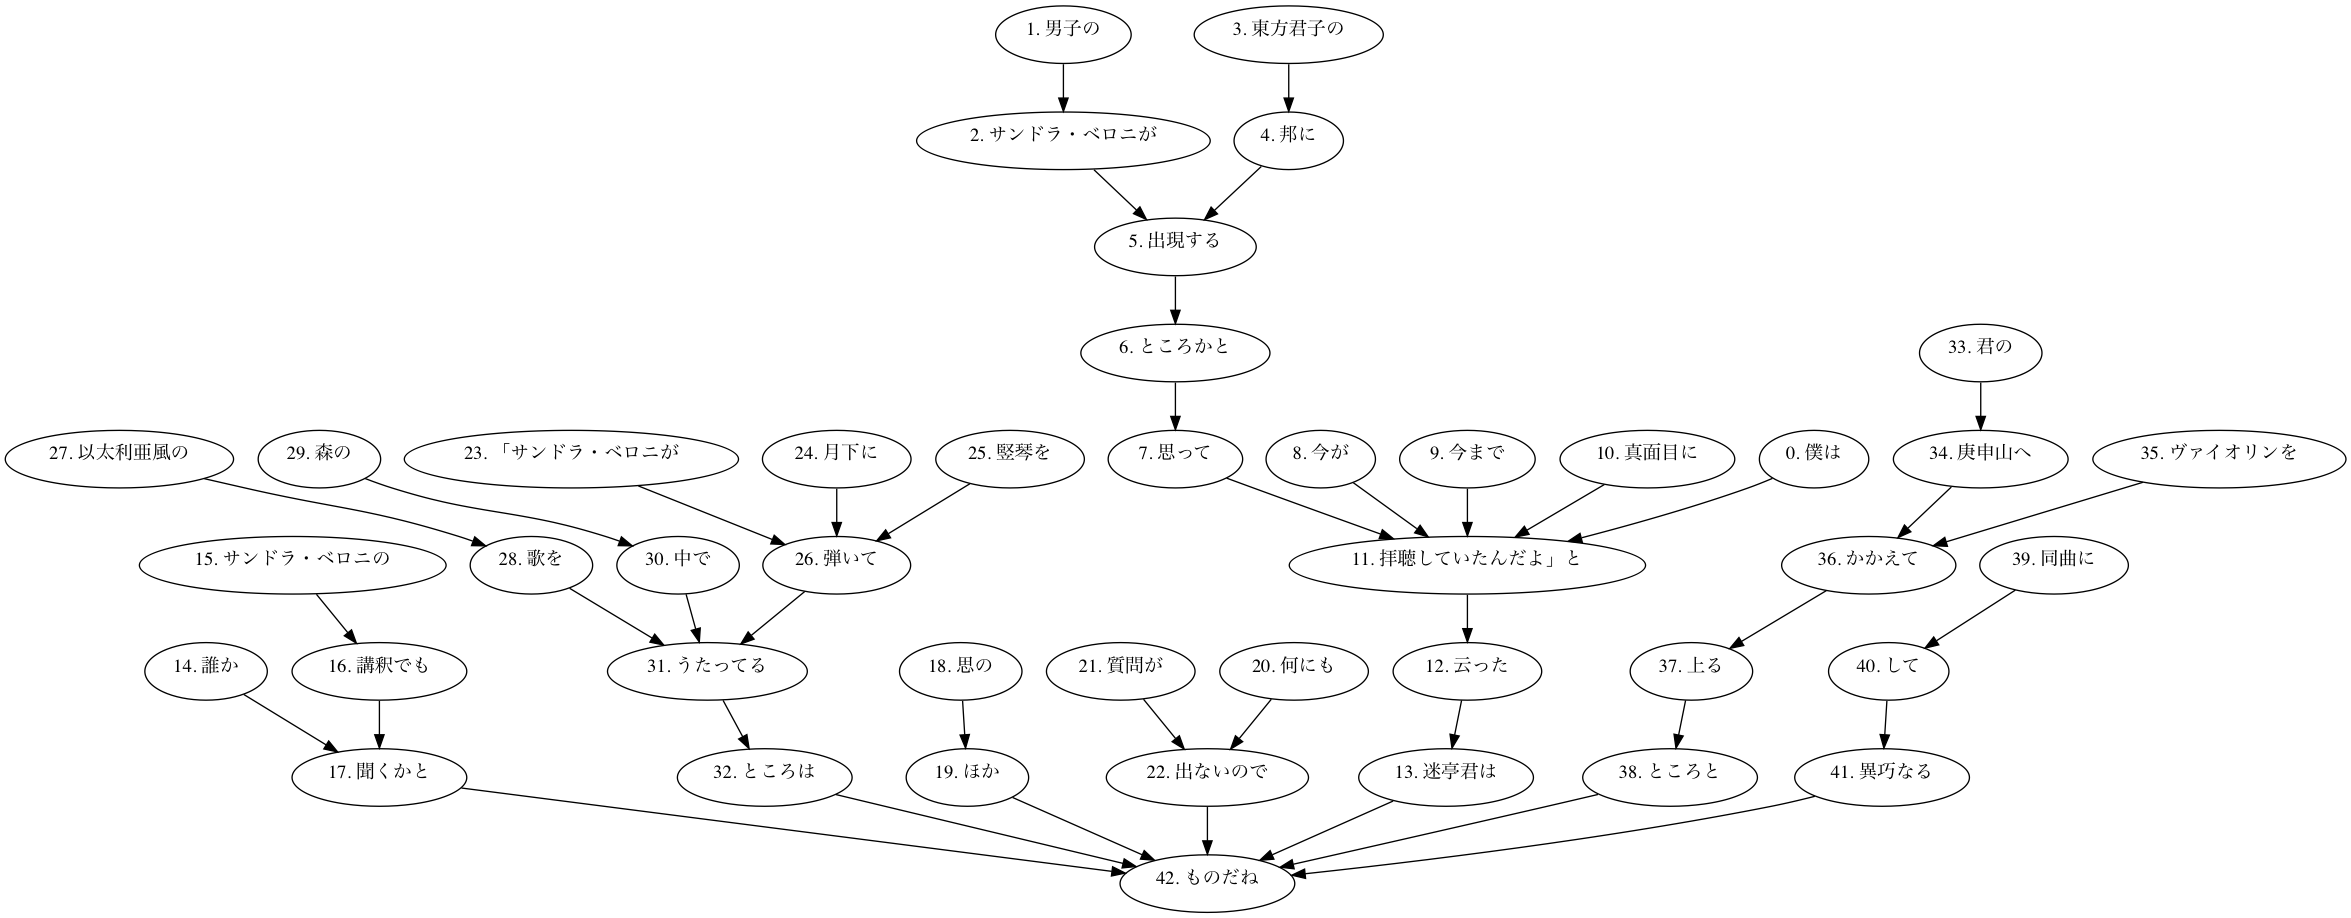 1. 男子の
3. 東方君子の
2. サンドラ・ベロニが
4. 邦に
5. 出現する
6. ところかと
33. 君の
27. 以太利亜風の
29. 森の
23. 「サンドラ・ベロニが
24. 月下に
25. 竪琴を
7. 思って
8. 今が
9. 今まで
10. 真面目に
0. 僕は
34. 庚申山へ
35. ヴァイオリンを
15. サンドラ・ベロニの
28. 歌を
30. 中で
26. 弾いて
11. 拝聴していたんだよ」と
36. かかえて
39. 同曲に
14. 誰か
16. 講釈でも
31. うたってる
18. 思の
21. 質問が
20. 何にも
12. 云った
37. 上る
40. して
17. 聞くかと
32. ところは
19. ほか
22. 出ないので
13. 迷亭君は
38. ところと
41. 異巧なる
42. ものだね